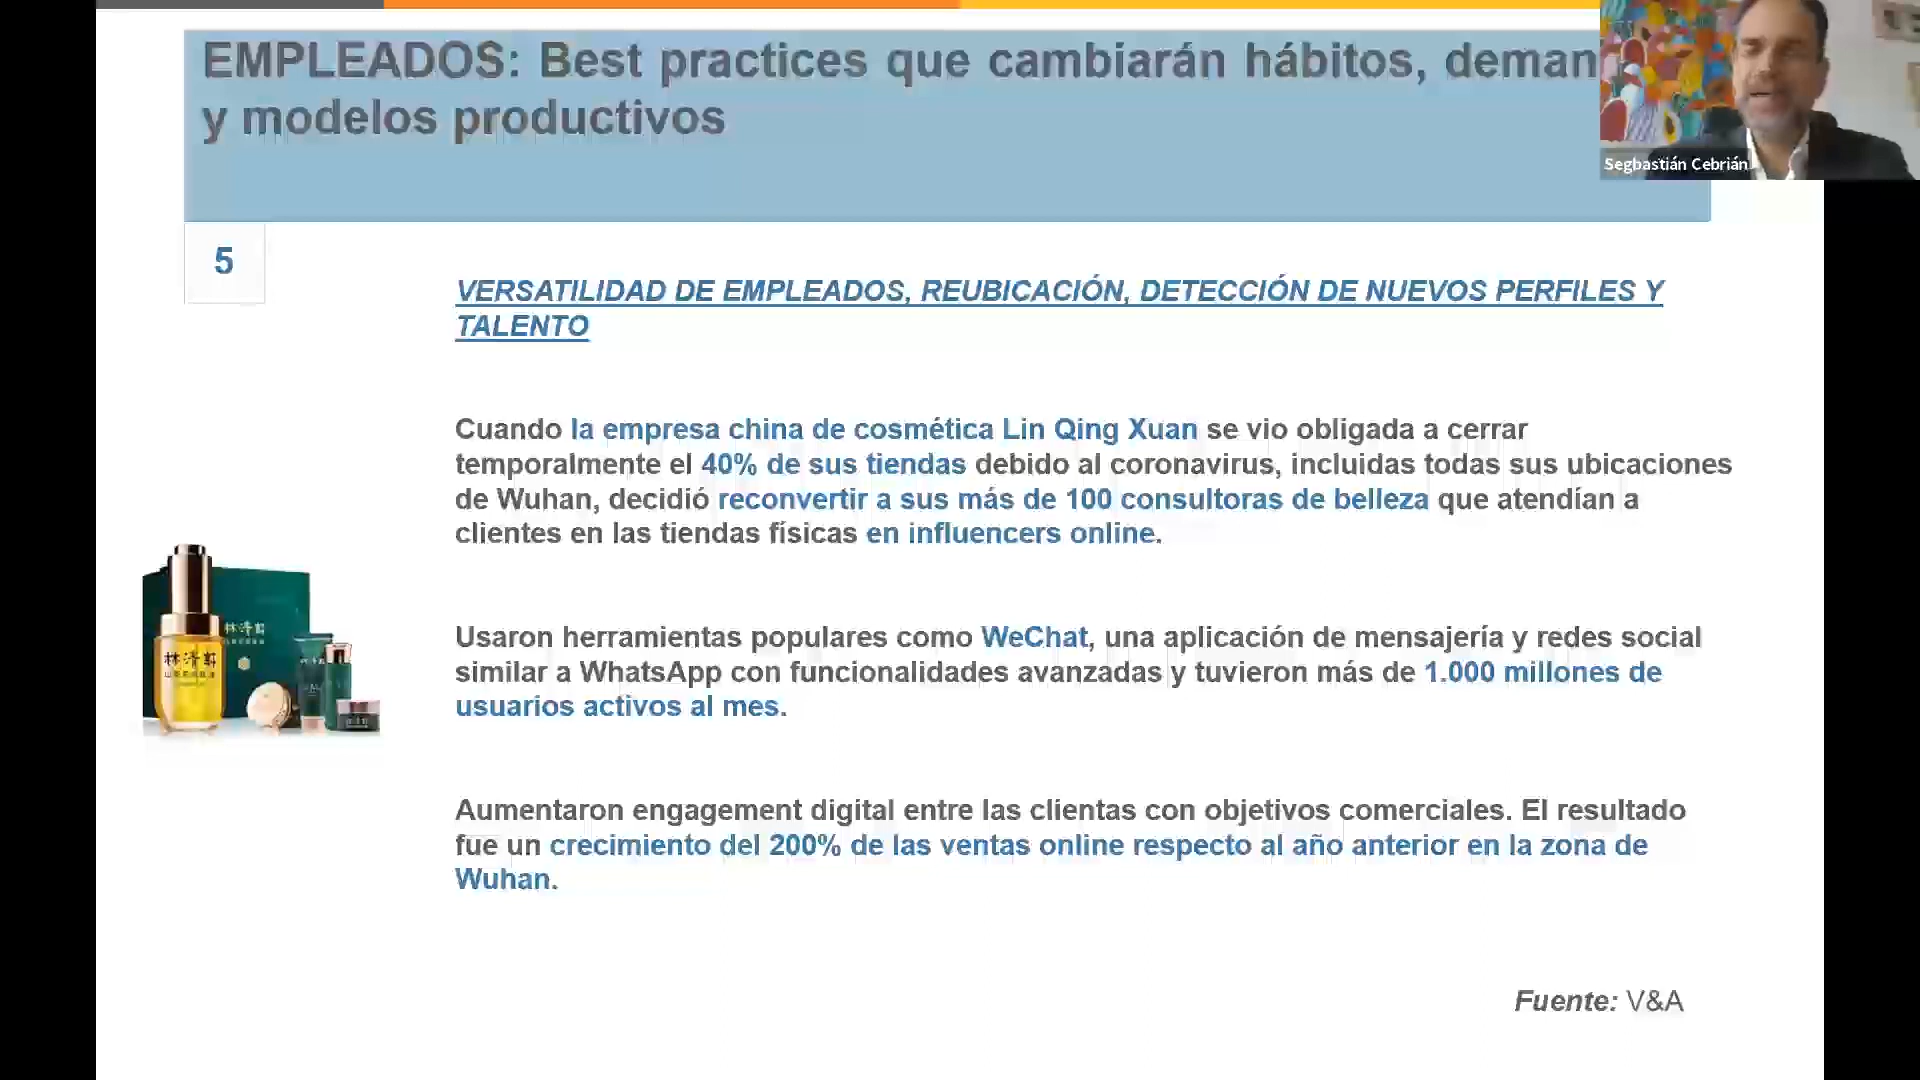 EMPLEADOS: Best practices que cambiarán hábitos, deman
y modelos productivos
Segbastián Cebrián
5
VERSATILIDAD DE EMPLEADOS, REUBICACIÓN, DETECCIÓN DE NUEVOS PERFILES Y
TALENTO
Cuando la empresa china de cosmética Lin Qing Xuan se vio obligada a cerrar
temporalmente el 40% de sus tiendas debido al coronavirus, incluidas todas sus ubicaciones
de Wuhan, decidió reconvertir a sus más de 100 consultoras de belleza que atendían a
clientes en las tiendas físicas en influencers online.
林清轩
林清轩
Usaron herramientas populares como WeChat, una aplicación de mensajería y redes social
similar a WhatsApp con funcionalidades avanzadas y tuvieron más de 1.000 millones de
usuarios activos al mes.
Aumentaron engagement digital entre las clientas con objetivos comerciales. El resultado
fue un crecimiento del 200% de las ventas online respecto al año anterior en la zona de
Wuhan.
Fuente: V&A